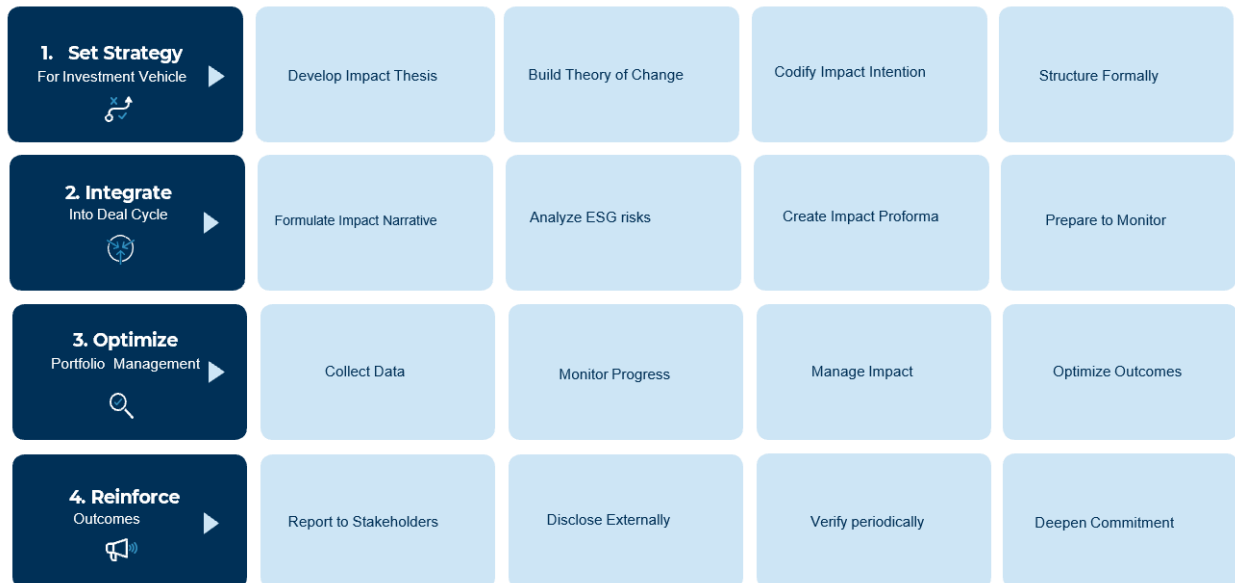 1. Set Strategy
For Investment Vehicle
Develop Impact Thesis
Build Theory of Change
Codify Impact Intention
Structure Formally
2. Integrate
Into Deal Cycle
Formulate Impact Narrative
Analyze ESG risks
Create Impact Proforma
Prepare to Monitor
3. Optimize
Portfolio Management
Collect Data
Monitor Progress
Manage Impact
Optimize Outcomes
4. Reinforce
Outcomes
Report to Stakeholders
Disclose Externally
Verify periodically
Deepen Commitment